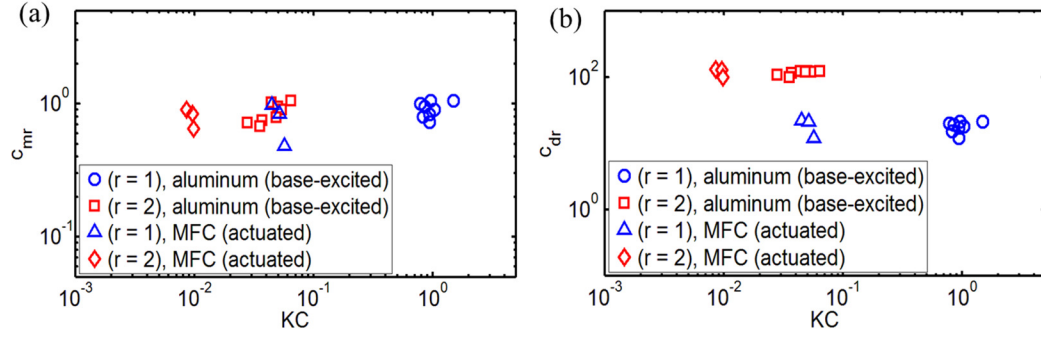 (a)
c_mr
10^0
10^-1
(r = 1), aluminum (base-excited)
(r = 2), aluminum (base-excited)
(r = 1), MFC (actuated)
(r = 2), MFC (actuated)
10^-3 10^-2 10^-1 10^0
KC
(b)
c_dr
10^2
10^0
(r = 1), aluminum (base-excited)
(r = 2), aluminum (base-excited)
(r = 1), MFC (actuated)
(r = 2), MFC (actuated)
10^-3 10^-2 10^-1 10^0
KC